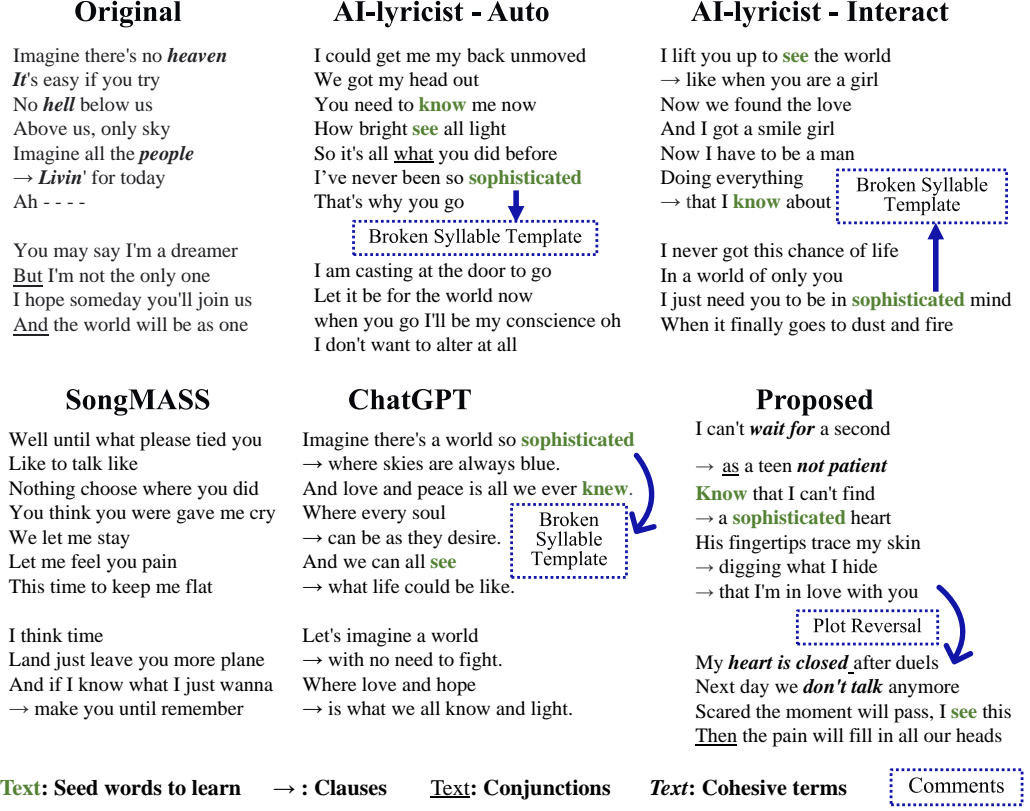 Original
Imagine there's no heaven
It's easy if you try
No hell below us
Above us, only sky
Imagine all the people
→ Livin' for today
Ah - - - -
You may say I'm a dreamer
But I'm not the only one
I hope someday you'll join us
And the world will be as one
AI-lyricist - Auto
I could get me my back unmoved
We got my head out
You need to know me now
How bright see all light
So it's all what you did before
I've never been so sophisticated
That's why you go
Broken Syllable Template
I am casting at the door to go
Let it be for the world now
when you go I'll be my conscience oh
I don't want to alter at all
AI-lyricist - Interact
I lift you up to see the world
→ like when you are a girl
Now we found the love
And I got a smile girl
Now I have to be a man
Doing everything
→ that I know about
Broken Syllable
Template
I never got this chance of life
In a world of only you
I just need you to be in sophisticated mind
When it finally goes to dust and fire
SongMASS
Well until what please tied you
Like to talk like
Nothing choose where you did
You think you were gave me cry
We let me stay
Let me feel you pain
This time to keep me flat
I think time
Land just leave you more plane
And if I know what I just wanna
→ make you until remember
ChatGPT
Imagine there's a world so sophisticated
→ where skies are always blue.
And love and peace is all we ever knew.
Where every soul
→ can be as they desire.
And we can all see
→ what life could be like.
Broken
Syllable
Template
Let's imagine a world
→ with no need to fight.
Where love and hope
→ is what we all know and light.
Proposed
I can't wait for a second
→ as a teen not patient
Know that I can't find
→ a sophisticated heart
His fingertips trace my skin
→ digging what I hide
→ that I'm in love with you
Plot Reversal
My heart is closed after duels
Next day we don't talk anymore
Scared the moment will pass, I see this
Then the pain will fill in all our heads
Text: Seed words to learn → : Clauses Text: Conjunctions Text: Cohesive terms Comments